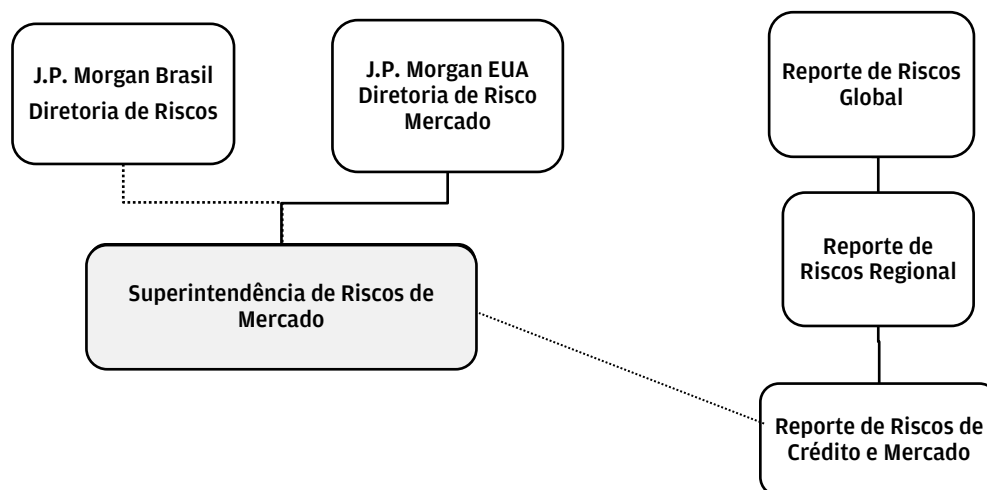 J.P. Morgan Brasil
Diretoria de Riscos
J.P. Morgan EUA
Diretoria de Risco
Mercado
Reporte de Riscos
Global
Reporte de
Riscos Regional
Superintendência de Riscos de
Mercado
Reporte de Riscos de
Crédito e Mercado